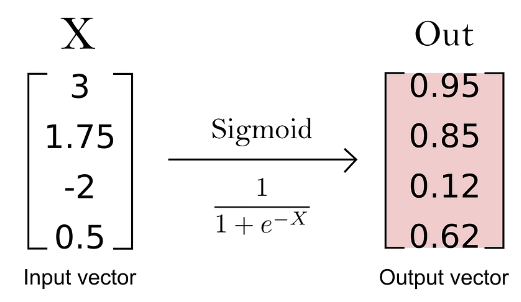 X
Out
3
1.75
-2
0.5
Sigmoid
1
1 + e^{-X}
0.95
0.85
0.12
0.62
Input vector
Output vector